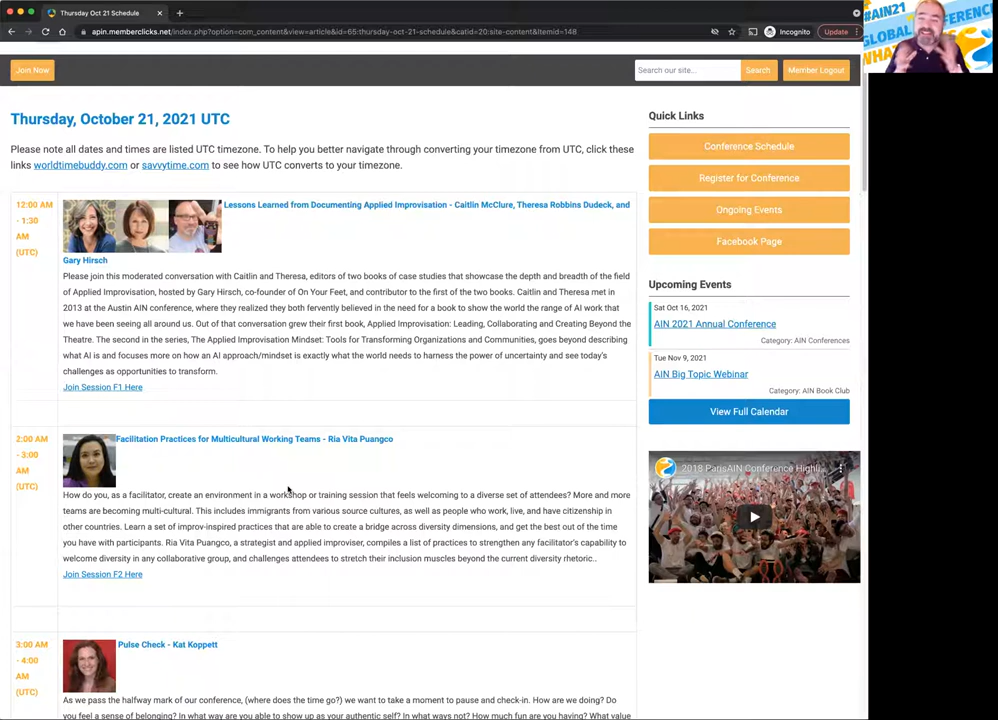 Thursday Oct 21 Schedule
apin.memberclicks.net/index.php?option=com_content&view=article&id=65:thursday-oct-21-schedule&catid=20:site-content&Itemid=148
Incognito
Update
Join Now
Search our site...
Search
Member Logout
Thursday, October 21, 2021 UTC
Please note all dates and times are listed UTC timezone. To help you better navigate through converting your timezone from UTC, click these
links worldtimebuddy.com or savvytime.com to see how UTC converts to your timezone.
12:00 AM
- 1:30
AM
(UTC)
Lessons Learned from Documenting Applied Improvisation - Caitlin McClure, Theresa Robbins Dudeck, and
Gary Hirsch
Please join this moderated conversation with Caitlin and Theresa, editors of two books of case studies that showcase the depth and breadth of the field
of Applied Improvisation, hosted by Gary Hirsch, co-founder of On Your Feet, and contributor to the first of the two books. Caitlin and Theresa met in
2013 at the Austin AIN conference, where they realized they both fervently believed in the need for a book to show the world the range of AI work that
we have been seeing all around us. Out of that conversation grew their first book, Applied Improvisation: Leading, Collaborating and Creating Beyond the
Theatre. The second in the series, The Applied Improvisation Mindset: Tools for Transforming Organizations and Communities, goes beyond describing
what AI is and focuses more on how an AI approach/mindset is exactly what the world needs to harness the power of uncertainty and see today's
challenges as opportunities to transform.
Join Session F1 Here
2:00 AM
- 3:00
AM
(UTC)
Facilitation Practices for Multicultural Working Teams - Ria Vita Puangco
How do you, as a facilitator, create an environment in a workshop or training session that feels welcoming to a diverse set of attendees? More and more
teams are becoming multi-cultural. This includes immigrants from various source cultures, as well as people who work, live, and have citizenship in
other countries. Learn a set of improv-inspired practices that are able to create a bridge across diversity dimensions, and get the best out of the time
you have with participants. Ria Vita Puangco, a strategist and applied improviser, compiles a list of practices to strengthen any facilitator's capability to
welcome diversity in any collaborative group, and challenges attendees to stretch their inclusion muscles beyond the current diversity rhetoric..
Join Session F2 Here
3:00 AM
- 4:00
AM
(UTC)
Pulse Check - Kat Koppett
As we pass the halfway mark of our conference, (where does the time go?) we want to take a moment to pause and check-in. How are we doing? Do
you feel a sense of belonging? In what way are you able to show up as your authentic self? In what ways not? How much fun are you having? What value
Quick Links
Conference Schedule
Register for Conference
Ongoing Events
Facebook Page
Upcoming Events
Sat Oct 16, 2021
AIN 2021 Annual Conference
Category: AIN Conferences
Tue Nov 9, 2021
AIN Big Topic Webinar
Category: AIN Book Club
View Full Calendar
2018 ParisAIN Conference Highli...
#AIN21
GLOBAL
WHAT